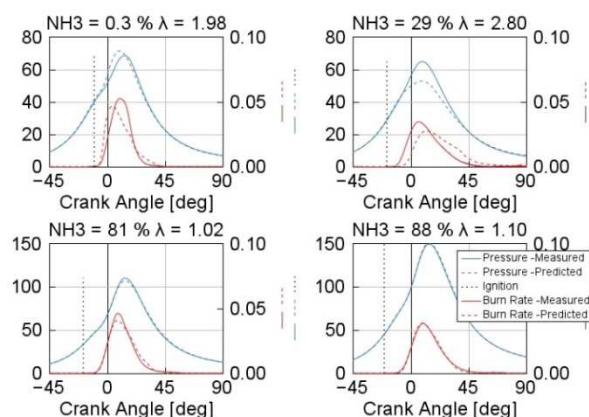 NH3 = 0.3 % λ = 1.98
NH3 = 29 % λ = 2.80
80
60
40
20
0
0.10
0.05
0.00
80
60
40
20
0
0.10
0.05
0.00
−45 0 45 90
−45 0 45 90
Crank Angle [deg]
Crank Angle [deg]
NH3 = 81 % λ = 1.02
NH3 = 88 % λ = 1.10
150
100
50
0
0.10
0.05
0.00
150
100
50
0
0.10
0.05
0.00
Pressure -Measured
Pressure -Predicted
Ignition
Burn Rate -Measured
Burn Rate -Predicted
−45 0 45 90
−45 0 45 90
Crank Angle [deg]
Crank Angle [deg]